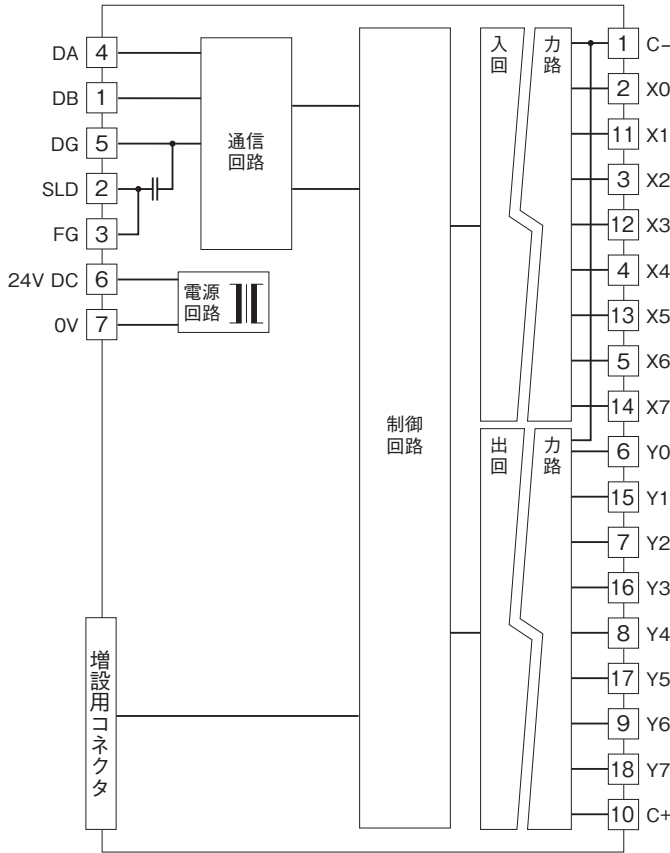 DA 4
DB 1
DG 5
SLD 2
FG 3
24V DC 6
0V 7
通信
回路
電源
回路
増設用コネクタ
制御
回路
入力
回路
出力
回路
1 C−
2 X0
11 X1
3 X2
12 X3
4 X4
13 X5
5 X6
14 X7
6 Y0
15 Y1
7 Y2
16 Y3
8 Y4
17 Y5
9 Y6
18 Y7
10 C+